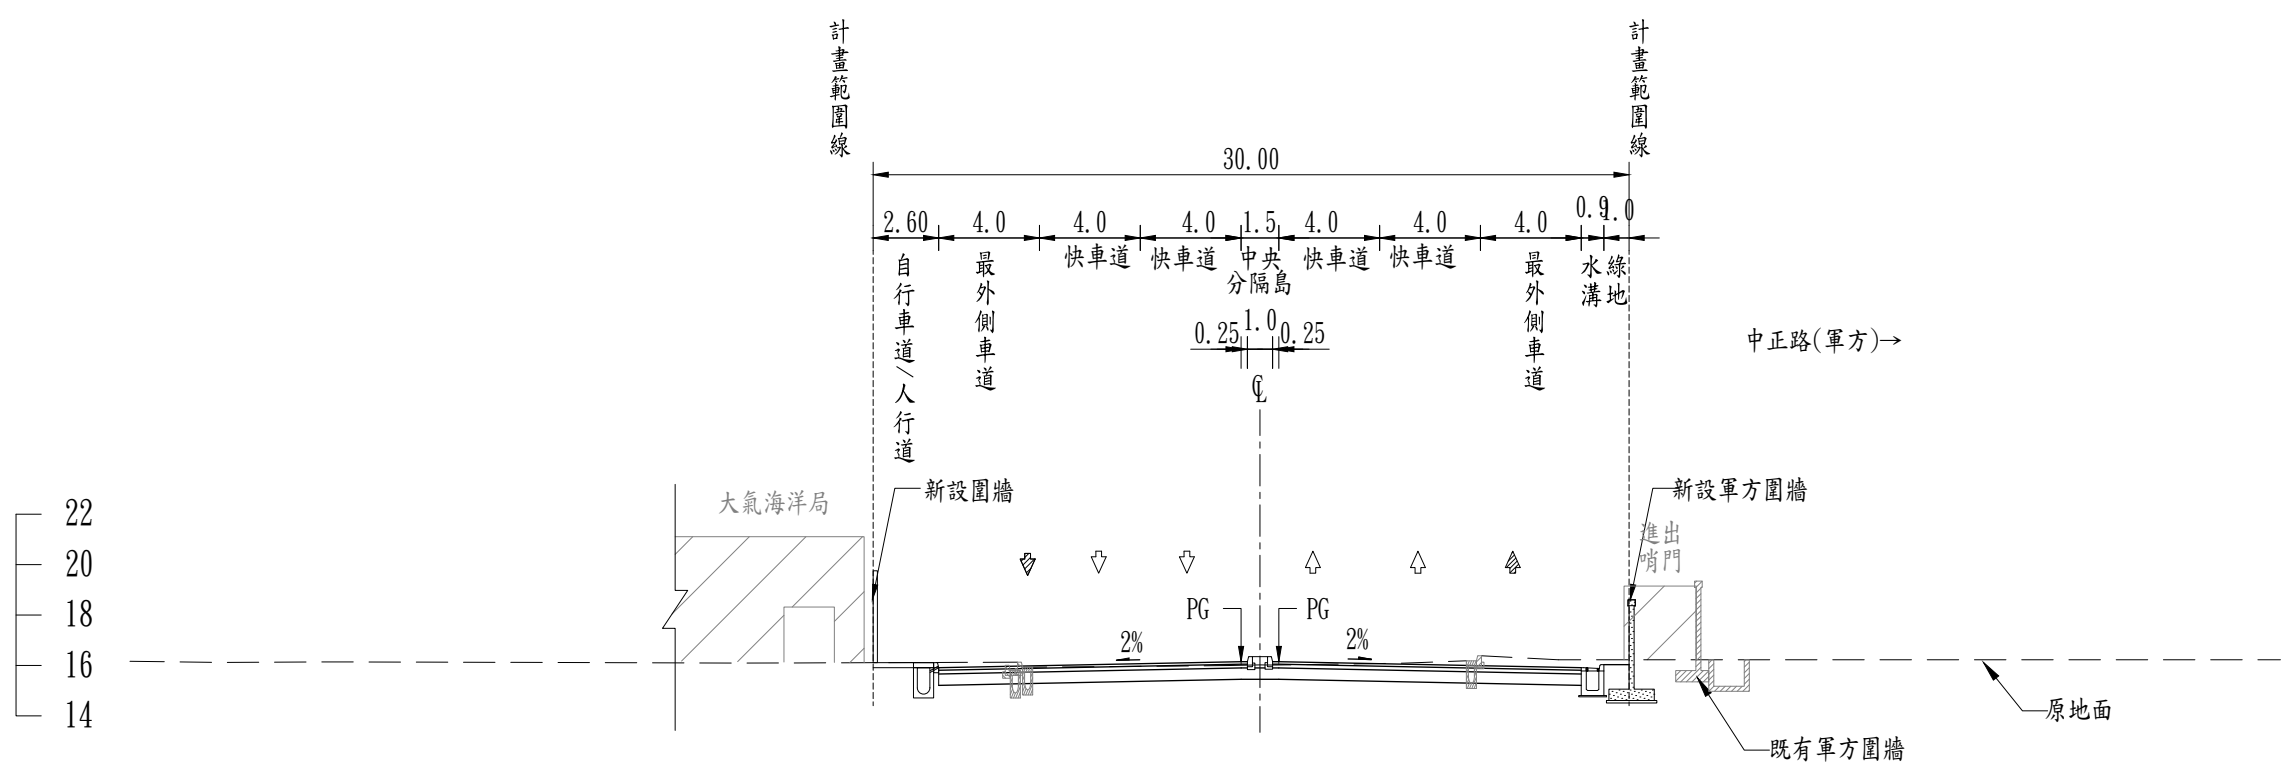 計畫範圍線
計畫範圍線
30.00
2.60
4.0
4.0
4.0
1.5
4.0
4.0
4.0
0.9
1.0
自行車道/人行道
最外側車道
快車道
快車道
中央
分隔島
快車道
快車道
最外側車道
水溝
綠地
0.25
1.0
0.25
℄
中正路(軍方)→
大氣海洋局
新設圍牆
新設軍方圍牆
進出
哨門
22
20
18
16
14
PG
PG
2%
2%
原地面
既有軍方圍牆